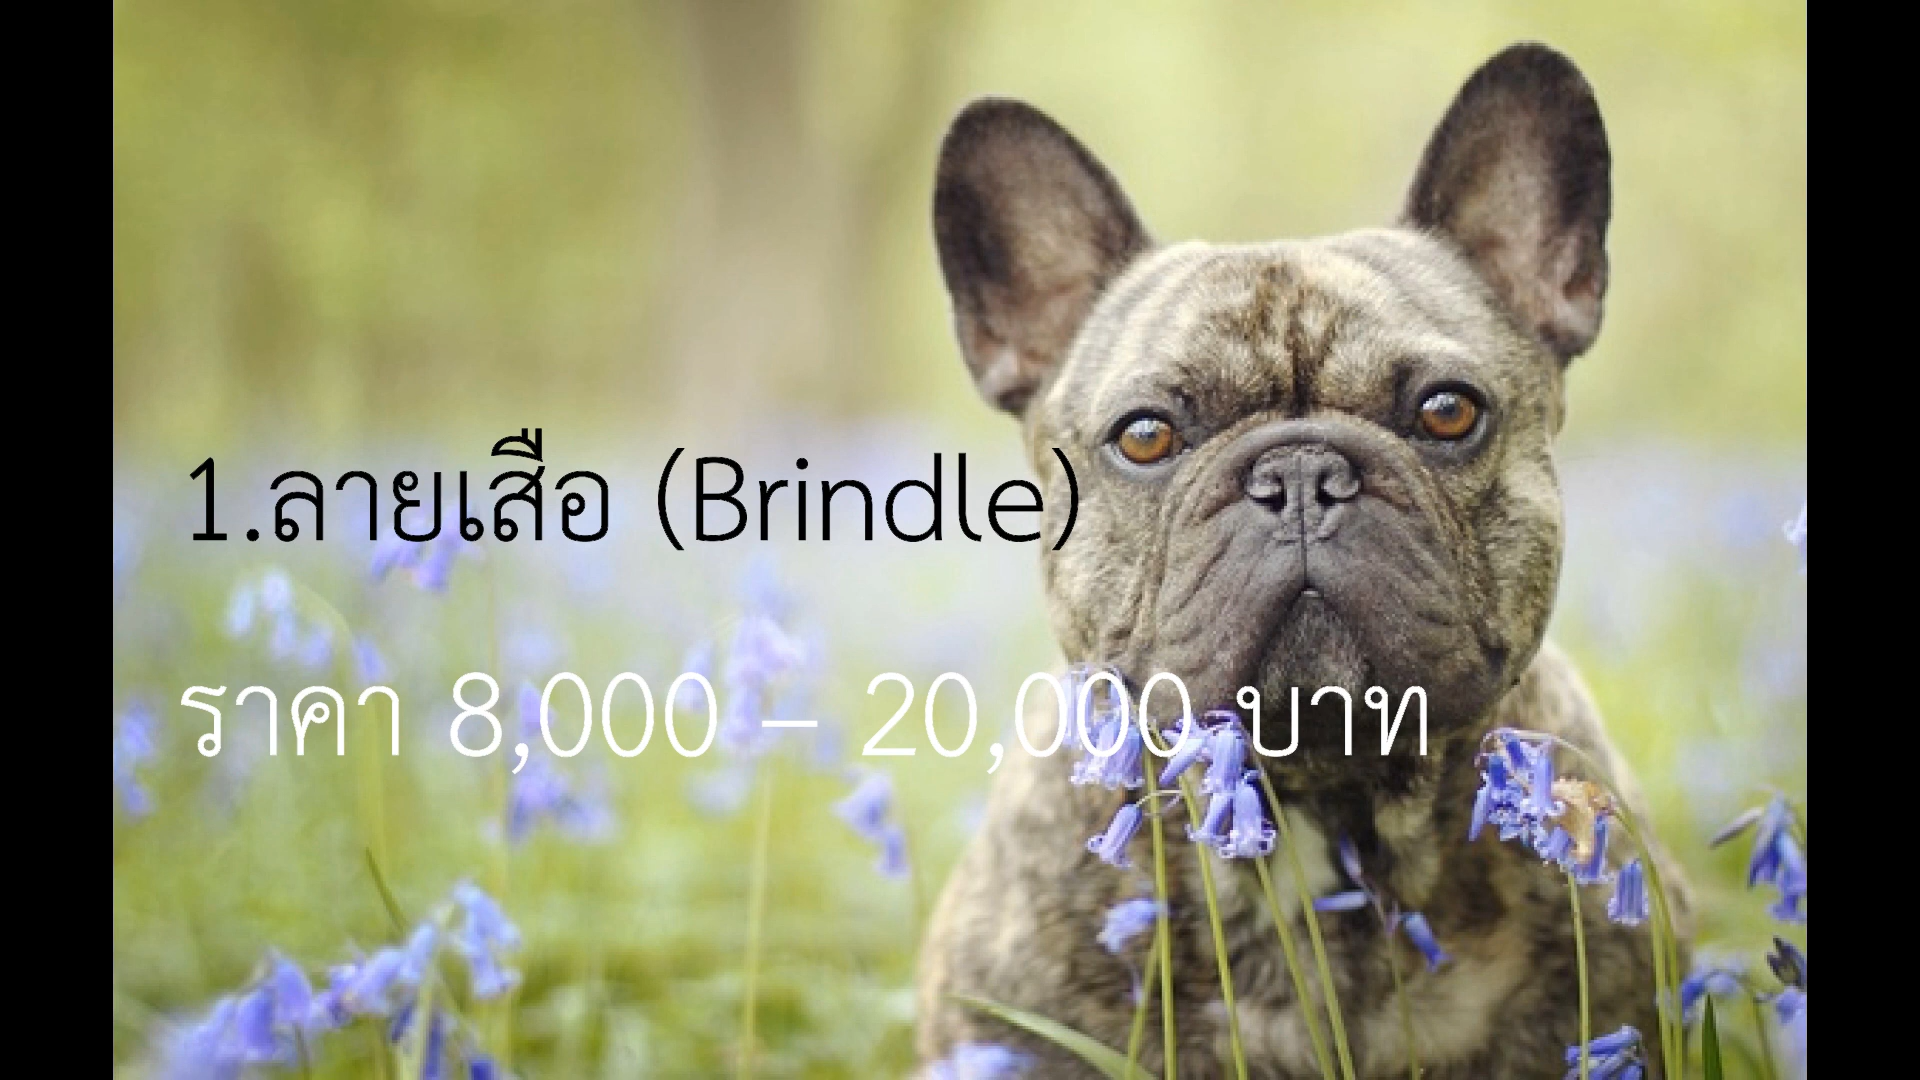 1.ลายเสือ (Brindle)
ราคา 8,000 – 20,000 บาท